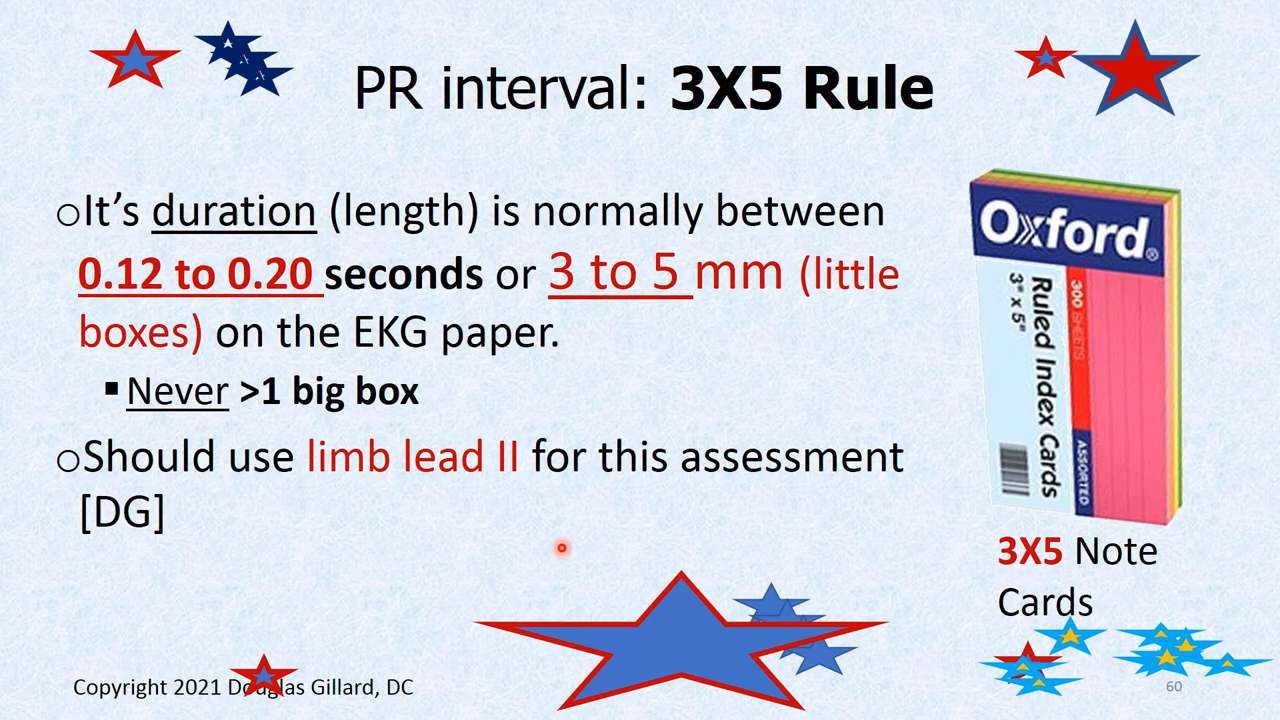 PR interval: 3X5 Rule
It’s duration (length) is normally between
0.12 to 0.20 seconds or 3 to 5 mm (little
boxes) on the EKG paper.
Never >1 big box
Should use limb lead II for this assessment
[DG]
Oxford®
Ruled Index Cards
3" x 5"
300 SHEETS
ASSORTED
3X5 Note
Cards
Copyright 2021 Douglas Gillard, DC
60